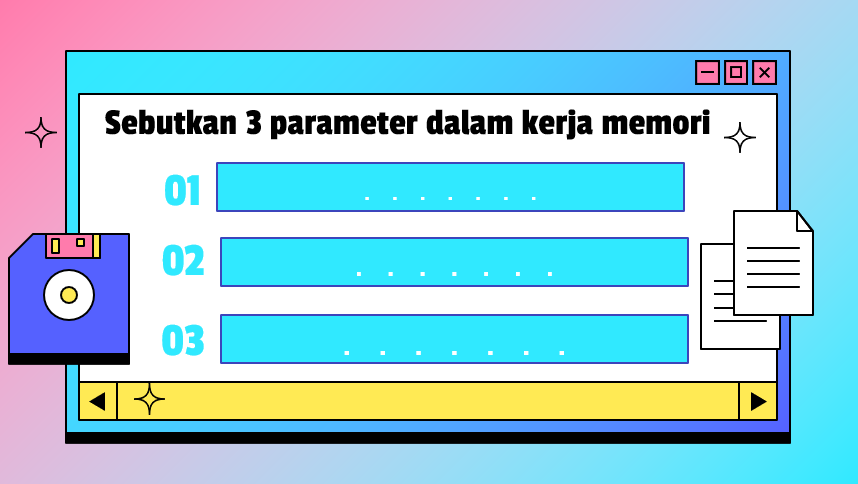 Sebutkan 3 parameter dalam kerja memori
01 . . . . . . .
02 . . . . . . .
03 . . . . . . .